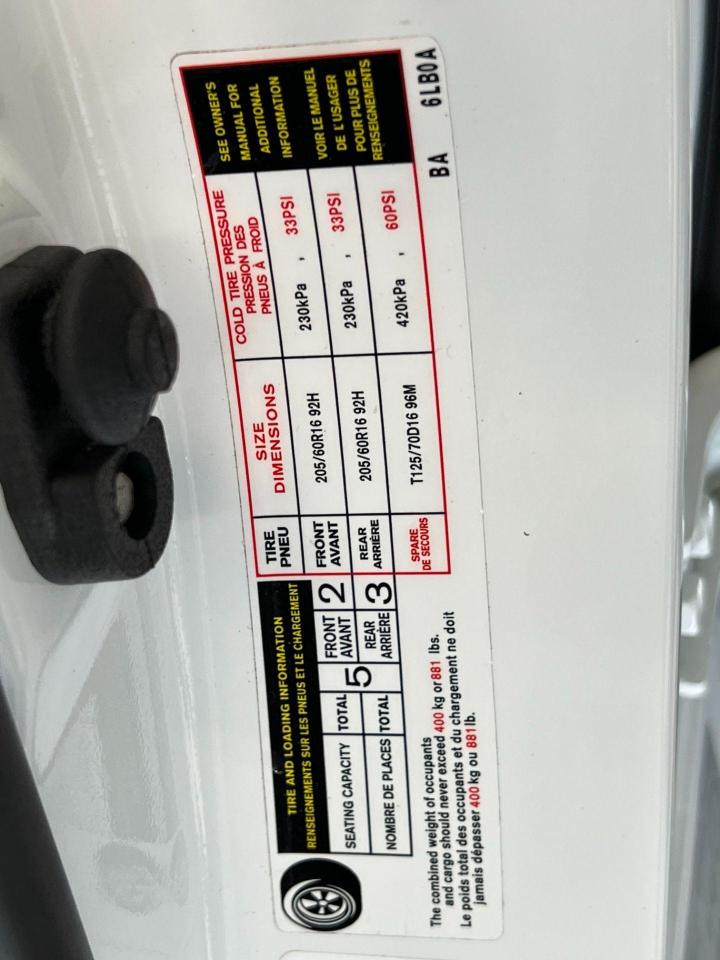 TIRE AND LOADING INFORMATION
RENSEIGNEMENTS SUR LES PNEUS ET LE CHARGEMENT
SEATING CAPACITY TOTAL 5 FRONT AVANT 2
NOMBRE DE PLACES TOTAL REAR ARRIÈRE 3
The combined weight of occupants
and cargo should never exceed 400 kg or 881 lbs.
Le poids total des occupants et du chargement ne doit
jamais dépasser 400 kg ou 881 lb.
TIRE
PNEU
SIZE
DIMENSIONS
COLD TIRE PRESSURE
PRESSION DES
PNEUS À FROID
FRONT
AVANT
205/60R16 92H
230kPa , 33PSI
REAR
ARRIÈRE
205/60R16 92H
230kPa , 33PSI
SPARE
DE SECOURS
T125/70D16 96M
420kPa , 60PSI
SEE OWNER'S
MANUAL FOR
ADDITIONAL
INFORMATION
VOIR LE MANUEL
DE L'USAGER
POUR PLUS DE
RENSEIGNEMENTS
BA 6LB0A